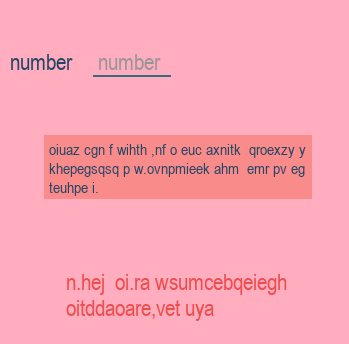 number number
oiuaz cgn f wihth ,nf o euc axnitk qroexzy y
khepegsqsq p w.ovnpmieek ahm emr pv eg
teuhpe i.
n.hej oi.ra wsumcebqeiegh
oitddaoare,vet uya